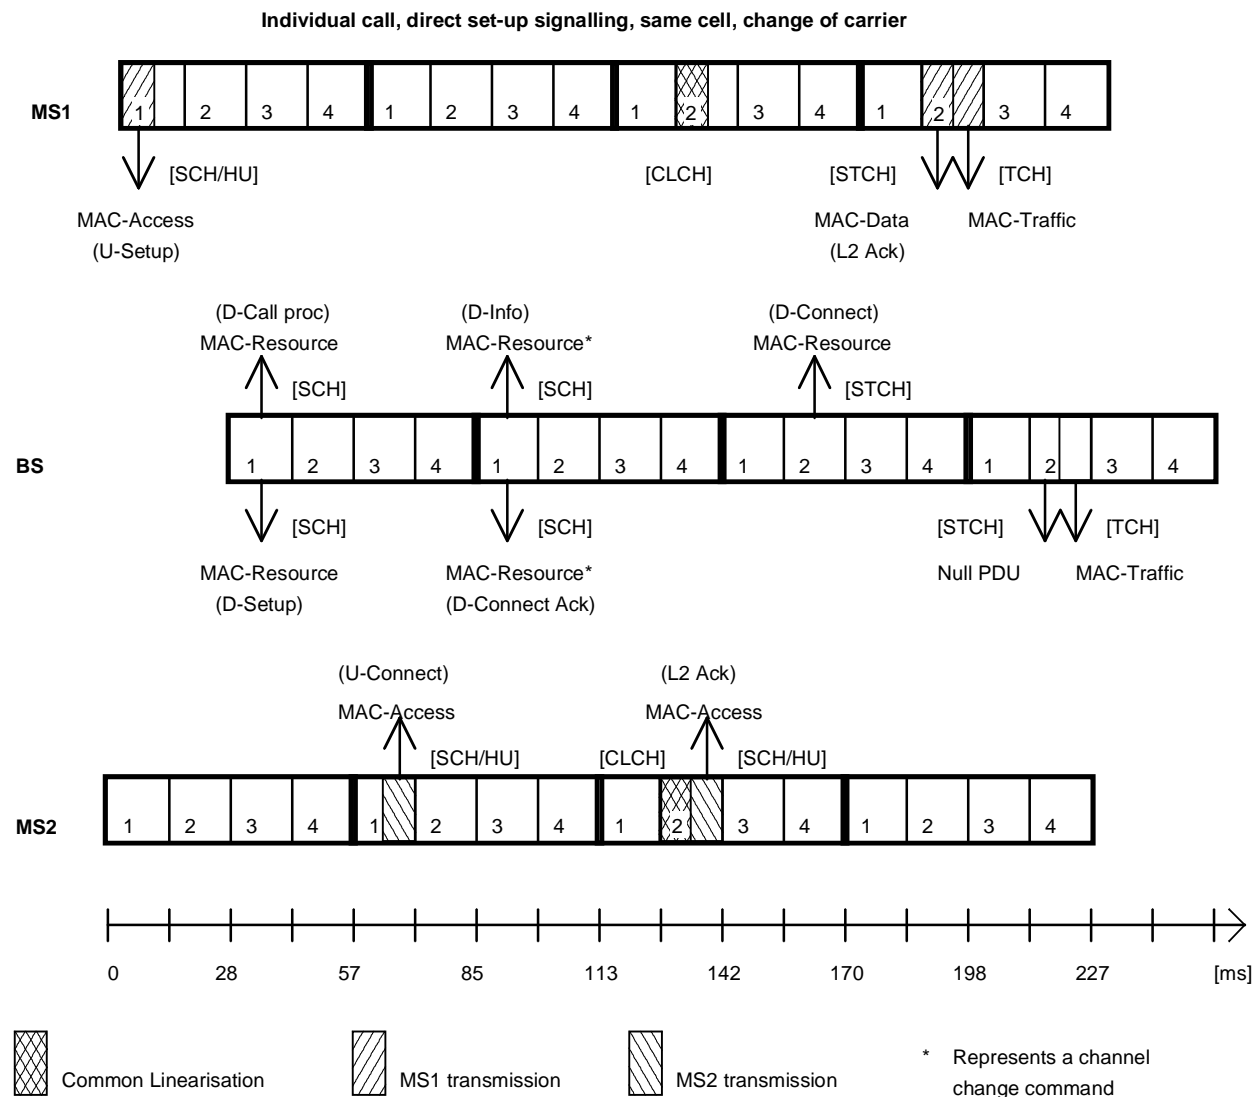 Individual call, direct set-up signalling, same cell, change of carrier
MS1
1 2 3 4 1 2 3 4 1 2 3 4 1 2 3 4
[SCH/HU] [CLCH] [STCH] [TCH]
MAC-Access MAC-Data MAC-Traffic
(U-Setup) (L2 Ack)
(D-Call proc) (D-Info) (D-Connect)
MAC-Resource MAC-Resource* MAC-Resource
[SCH] [SCH] [STCH]
BS
1 2 3 4 1 2 3 4 1 2 3 4 1 2 3 4
[SCH] [SCH] [STCH] [TCH]
MAC-Resource MAC-Resource* Null PDU MAC-Traffic
(D-Setup) (D-Connect Ack)
(U-Connect) (L2 Ack)
MAC-Access MAC-Access
[SCH/HU] [CLCH] [SCH/HU]
MS2
1 2 3 4 1 2 3 4 1 2 3 4 1 2 3 4
0 28 57 85 113 142 170 198 227 [ms]
Common Linearisation MS1 transmission MS2 transmission
* Represents a channel
change command